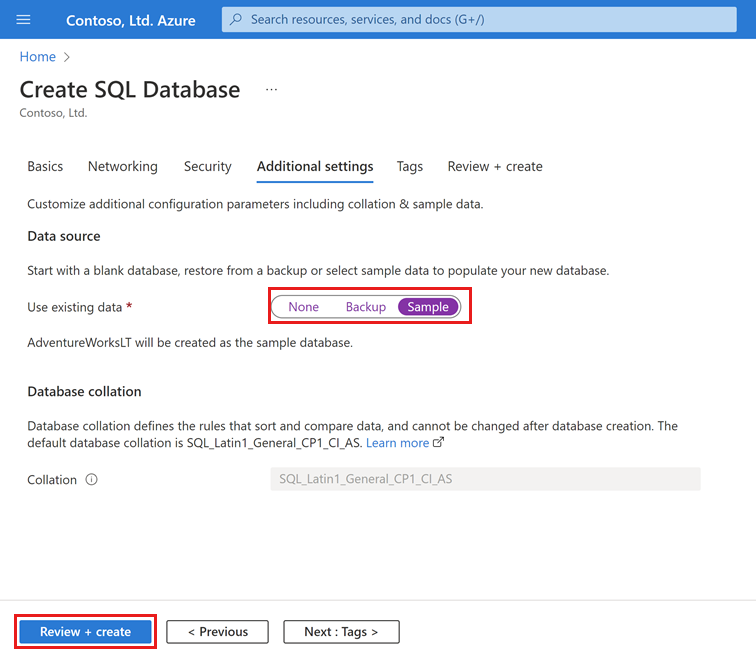 Contoso, Ltd. Azure
Search resources, services, and docs (G+/)
Home >
Create SQL Database ...
Contoso, Ltd.
Basics Networking Security Additional settings Tags Review + create
Customize additional configuration parameters including collation & sample data.
Data source
Start with a blank database, restore from a backup or select sample data to populate your new database.
Use existing data * None Backup Sample
AdventureWorksLT will be created as the sample database.
Database collation
Database collation defines the rules that sort and compare data, and cannot be changed after database creation. The
default database collation is SQL_Latin1_General_CP1_CI_AS. Learn more
Collation SQL_Latin1_General_CP1_CI_AS
Review + create < Previous Next : Tags >